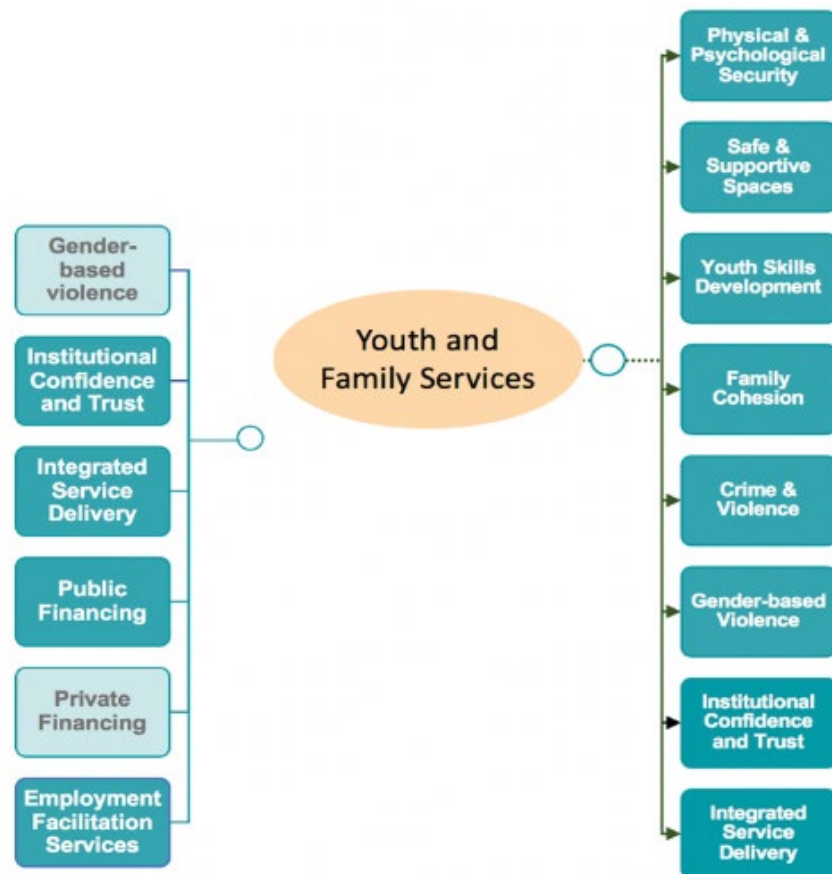 Gender-
based
violence
Institutional
Confidence
and Trust
Integrated
Service
Delivery
Public
Financing
Private
Financing
Employment
Facilitation
Services
Youth and
Family Services
Physical &
Psychological
Security
Safe &
Supportive
Spaces
Youth Skills
Development
Family
Cohesion
Crime &
Violence
Gender-based
Violence
Institutional
Confidence
and Trust
Integrated
Service
Delivery